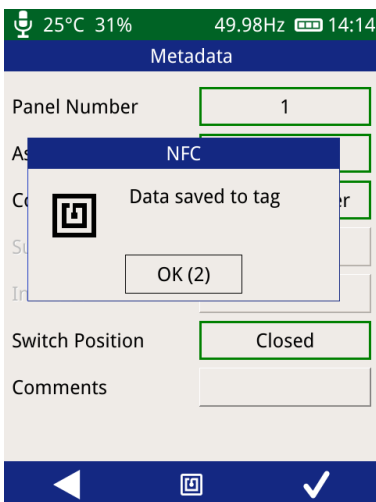 25°C 31% 49.98Hz 14:14
Metadata
Panel Number 1
NFC
Data saved to tag
OK (2)
Switch Position Closed
Comments